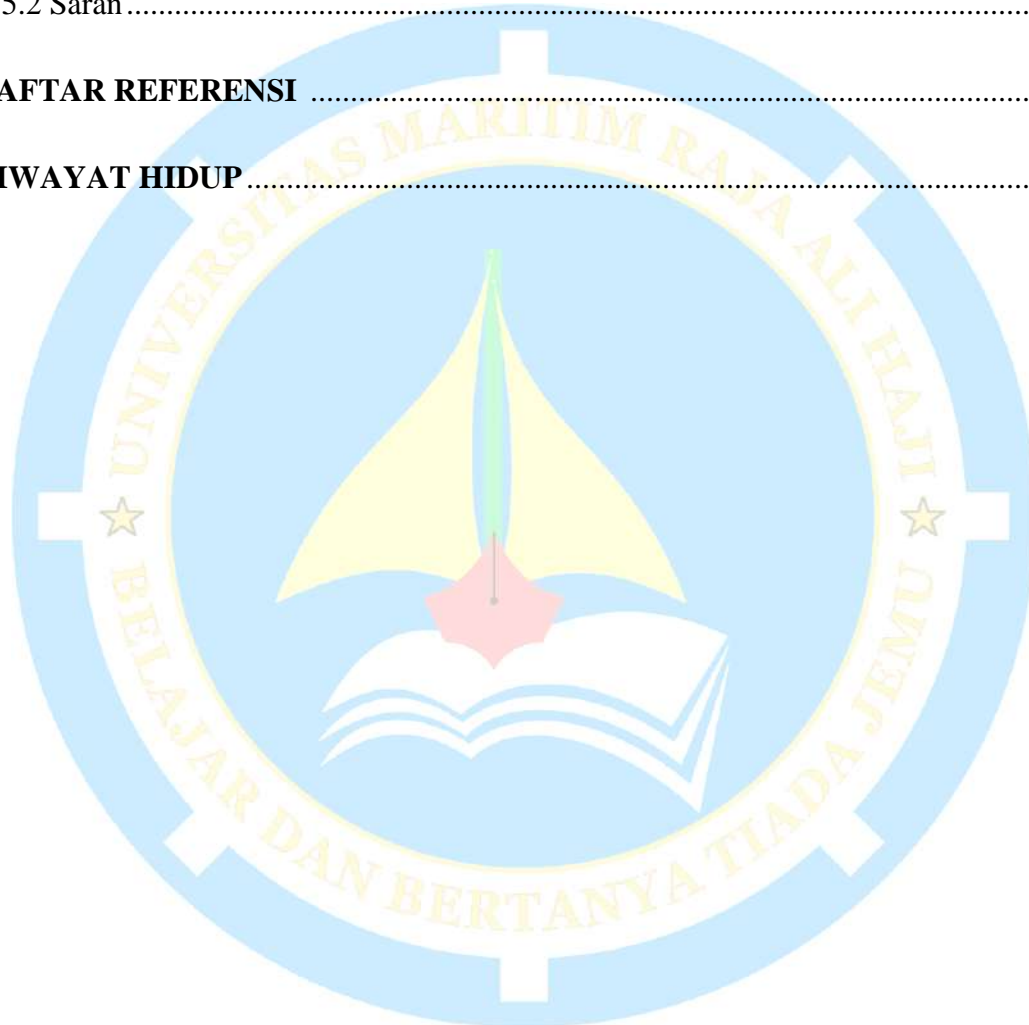 5.2 Saran........................................................................................................................
AFTAR REFERENSI ..........................................................................................
IWAYAT HIDUP..................................................................................................
UNIVERSITAS MARITIM RAJA ALI HAJI
BELAJAR DAN BERTANYA TIADA JEMU